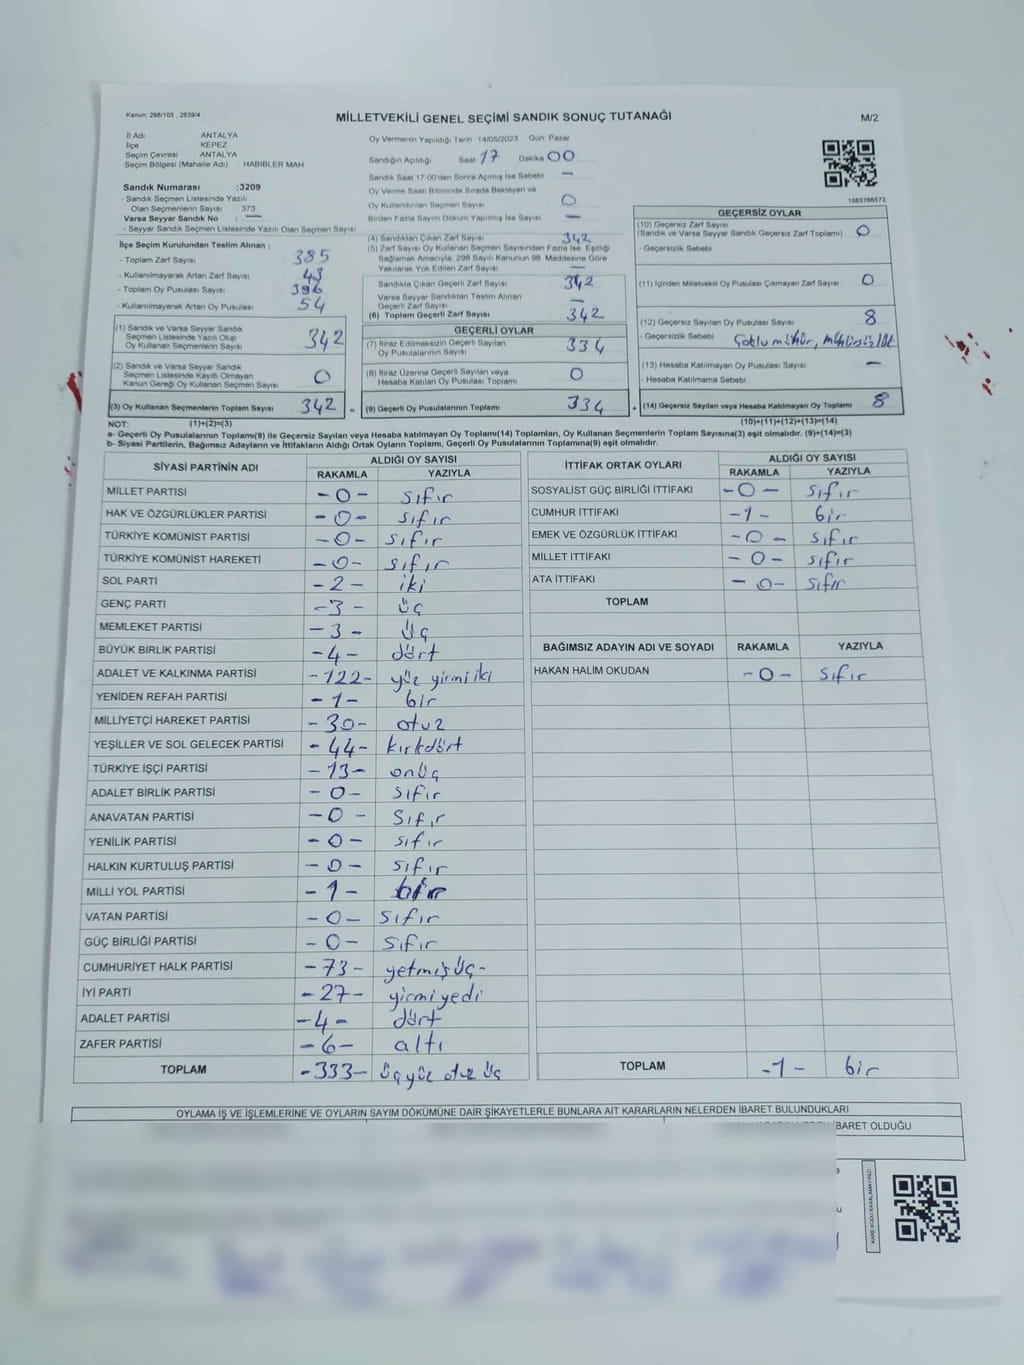 Kanun: 298/105 , 2839/4
MİLLETVEKİLİ GENEL SEÇİMİ SANDIK SONUÇ TUTANAĞI
M/2
İl Adı ANTALYA
İlçe KEPEZ
Seçim Çevresi ANTALYA
Seçim Bölgesi (Mahalle Adı) HABİBLER MAH
Oy Vermenin Yapıldığı Tarih 14/05/2023 Gün Pazar
Sandığın Açıldığı Saat 17 Dakika 00
Sandık Saat 17.00'den Sonra Açılmış İse Sebebi —
Oy Verme Saati Bitiminde Sırada Bekleyen ve
Oy Kullandırılan Seçmen Sayısı 0
Birden Fazla Sayım Döküm Yapılmış İse Sayısı —
1083766573
Sandık Numarası :3209
- Sandık Seçmen Listesinde Yazılı
Olan Seçmenlerin Sayısı : 373
Varsa Seyyar Sandık No : —
- Seyyar Sandık Seçmen Listesinde Yazılı Olan Seçmen Sayısı
İlçe Seçim Kurulundan Teslim Alınan ;
- Toplam Zarf Sayısı 385
- Kullanılmayarak Artan Zarf Sayısı 43
- Toplam Oy Pusulası Sayısı 396
- Kullanılmayarak Artan Oy Pusulası 54
(1) Sandık ve Varsa Seyyar Sandık
Seçmen Listesinde Yazılı Olup
Oy Kullanan Seçmenlerin Sayısı 342
(2) Sandık ve Varsa Seyyar Sandık
Seçmen Listesinde Kayıtlı Olmayan
Kanun Gereği Oy Kullanan Seçmen Sayısı 0
(3) Oy Kullanan Seçmenlerin Toplam Sayısı 342 =
(4) Sandıktan Çıkan Zarf Sayısı 342
(5) Zarf Sayısı Oy Kullanan Seçmen Sayısından Fazla İse, Eşitliği
Sağlamak Amacıyla, 298 Sayılı Kanunun 98. Maddesine Göre
Yakılarak Yok Edilen Zarf Sayısı —
Sandıkta Çıkan Geçerli Zarf Sayısı 342
Varsa Seyyar Sandıktan Teslim Alınan
Geçerli Zarf Sayısı —
(6) Toplam Geçerli Zarf Sayısı 342
GEÇERLİ OYLAR
(7) İtiraz Edilmeksizin Geçerli Sayılan
Oy Pusulalarının Sayısı 334
(8) İtiraz Üzerine Geçerli Sayılan veya
Hesaba Katılan Oy Pusulası Toplamı 0
(9) Geçerli Oy Pusulalarının Toplamı 334 +
GEÇERSİZ OYLAR
(10) Geçersiz Zarf Sayısı
(Sandık ve Varsa Seyyar Sandık Geçersiz Zarf Toplamı) 0
- Geçersizlik Sebebi
(11) İçinden Milletvekili Oy Pusulası Çıkmayan Zarf Sayısı 0
(12) Geçersiz Sayılan Oy Pusulası Sayısı 8
- Geçersizlik Sebebi Çoklu mühür,
(13) Hesaba Katılmayan Oy Pusulası Sayısı —
- Hesaba Katılmama Sebebi
(14) Geçersiz Sayılan veya Hesaba Katılmayan Oy Toplamı 8
NOT: (1)+(2)=(3) (10)+(11)+(12)+(13)=(14)
a- Geçerli Oy Pusulalarının Toplamı(9) ile Geçersiz Sayılan veya Hesaba katılmayan Oy Toplamı(14) Toplamları, Oy Kullanan Seçmenlerin Toplam Sayısına(3) eşit olmalıdır. (9)+(14)=(3)
b- Siyasi Partilerin, Bağımsız Adayların ve İttifakların Aldığı Ortak Oyların Toplamı, Geçerli Oy Pusulalarının Toplamına(9) eşit olmalıdır.
SİYASİ PARTİNİN ADI ALDIĞI OY SAYISI
RAKAMLA YAZIYLA
MİLLET PARTİSİ -0- sıfır
HAK VE ÖZGÜRLÜKLER PARTİSİ -0- sıfır
TÜRKİYE KOMÜNİST PARTİSİ -0- sıfır
TÜRKİYE KOMÜNİST HAREKETİ -0- sıfır
SOL PARTİ -2- iki
GENÇ PARTİ -3- üç
MEMLEKET PARTİSİ -3- üç
BÜYÜK BİRLİK PARTİSİ -4- dört
ADALET VE KALKINMA PARTİSİ -122- yüz yirmi iki
YENİDEN REFAH PARTİSİ -1- bir
MİLLİYETÇİ HAREKET PARTİSİ -30- otuz
YEŞİLLER VE SOL GELECEK PARTİSİ -44- kırkdört
TÜRKİYE İŞÇİ PARTİSİ -13- onüç
ADALET BİRLİK PARTİSİ -0- sıfır
ANAVATAN PARTİSİ -0- sıfır
YENİLİK PARTİSİ -0- sıfır
HALKIN KURTULUŞ PARTİSİ -0- sıfır
MİLLİ YOL PARTİSİ -1- bir
VATAN PARTİSİ -0- sıfır
GÜÇ BİRLİĞİ PARTİSİ -0- sıfır
CUMHURİYET HALK PARTİSİ -73- yetmiş üç-
İYİ PARTİ -27- yirmi yedi
ADALET PARTİSİ -4- dört
ZAFER PARTİSİ -6- altı
TOPLAM -333- üçyüz otuz üç
İTTİFAK ORTAK OYLARI ALDIĞI OY SAYISI
RAKAMLA YAZIYLA
SOSYALİST GÜÇ BİRLİĞİ İTTİFAKI -0- sıfır
CUMHUR İTTİFAKI -1- bir
EMEK VE ÖZGÜRLÜK İTTİFAKI -0- sıfır
MİLLET İTTİFAKI -0- sıfır
ATA İTTİFAKI -0- sıfır
TOPLAM
BAĞIMSIZ ADAYIN ADI VE SOYADI RAKAMLA YAZIYLA
HAKAN HALİM OKUDAN -0- sıfır
TOPLAM -1- bir
OYLAMA İŞ VE İŞLEMLERİNE VE OYLARIN SAYIM DÖKÜMÜNE DAİR ŞİKAYETLERLE BUNLARA AİT KARARLARIN NELERDEN İBARET BULUNDUKLARI
BARET OLDUĞU